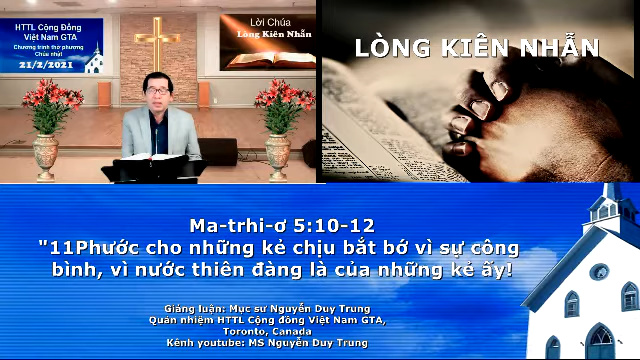 HTTL Cộng Đồng
Việt Nam GTA
Chương trình thờ phượng
Chúa nhật
21/2/2021
Lời Chúa
Lòng Kiên Nhẫn
LÒNG KIÊN NHẪN
Ma-trhi-ơ 5:10-12
"11Phước cho những kẻ chịu bắt bớ vì sự công
bình, vì nước thiên đàng là của những kẻ ấy!
Giảng luận: Mục sư Nguyễn Duy Trung
Quản nhiệm HTTL Cộng đồng Việt Nam GTA,
Toronto, Canada
Kênh youtube: MS Nguyễn Duy Trung